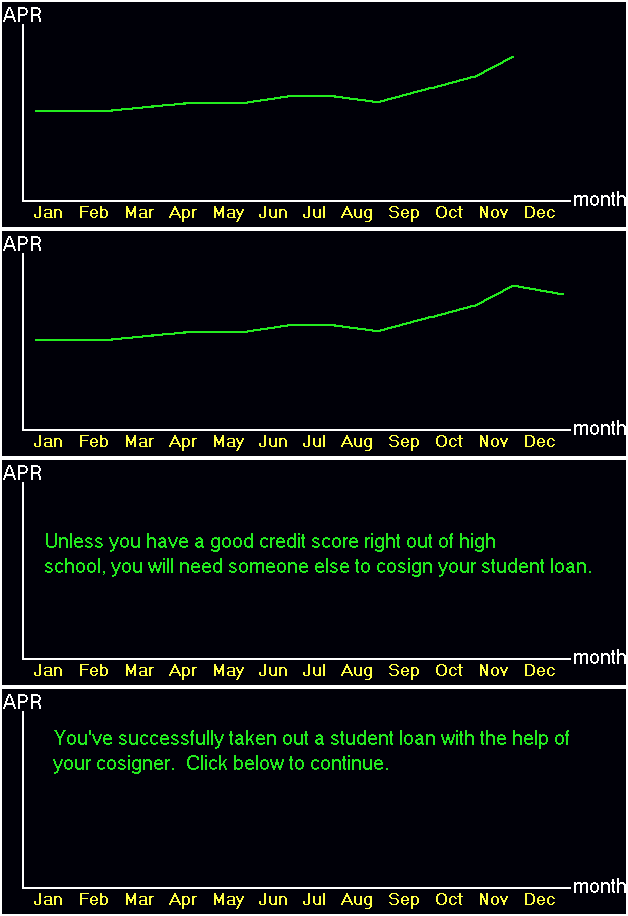 APR
month
Jan Feb Mar Apr May Jun Jul Aug Sep Oct Nov Dec
APR
month
Jan Feb Mar Apr May Jun Jul Aug Sep Oct Nov Dec
APR
Unless you have a good credit score right out of high
school, you will need someone else to cosign your student loan.
month
Jan Feb Mar Apr May Jun Jul Aug Sep Oct Nov Dec
APR
You've successfully taken out a student loan with the help of
your cosigner. Click below to continue.
month
Jan Feb Mar Apr May Jun Jul Aug Sep Oct Nov Dec